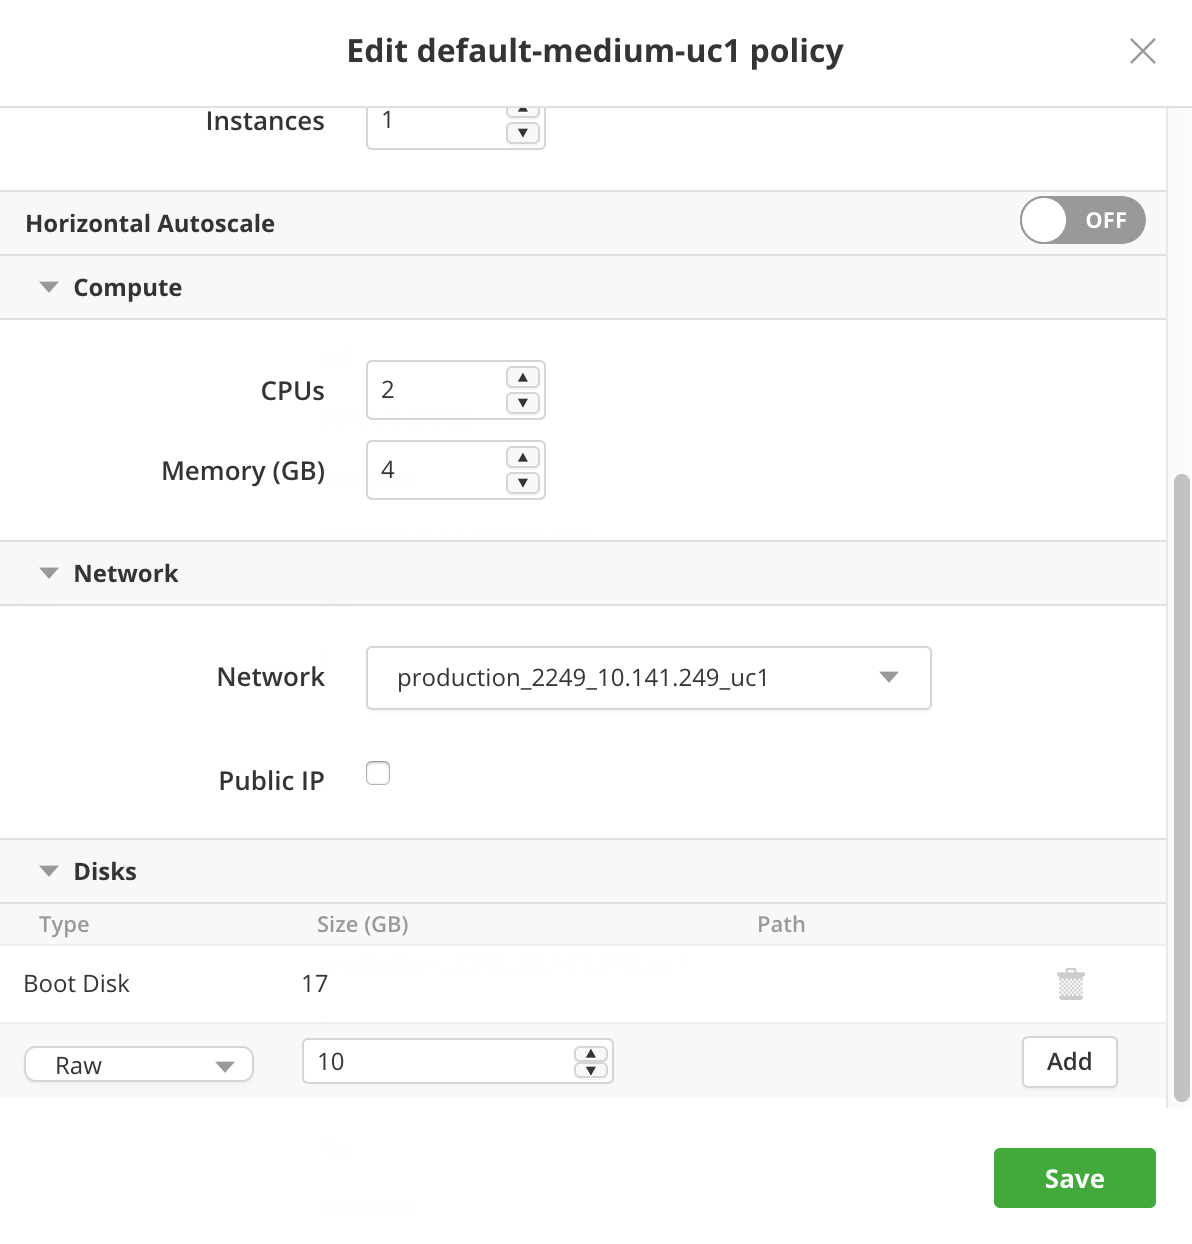 Edit default-medium-uc1 policy
Instances 1
Horizontal Autoscale OFF
Compute
CPUs 2
Memory (GB) 4
Network
Network production_2249_10.141.249_uc1
Public IP
Disks
Type Size (GB) Path
Boot Disk 17
Raw 10 Add
Save